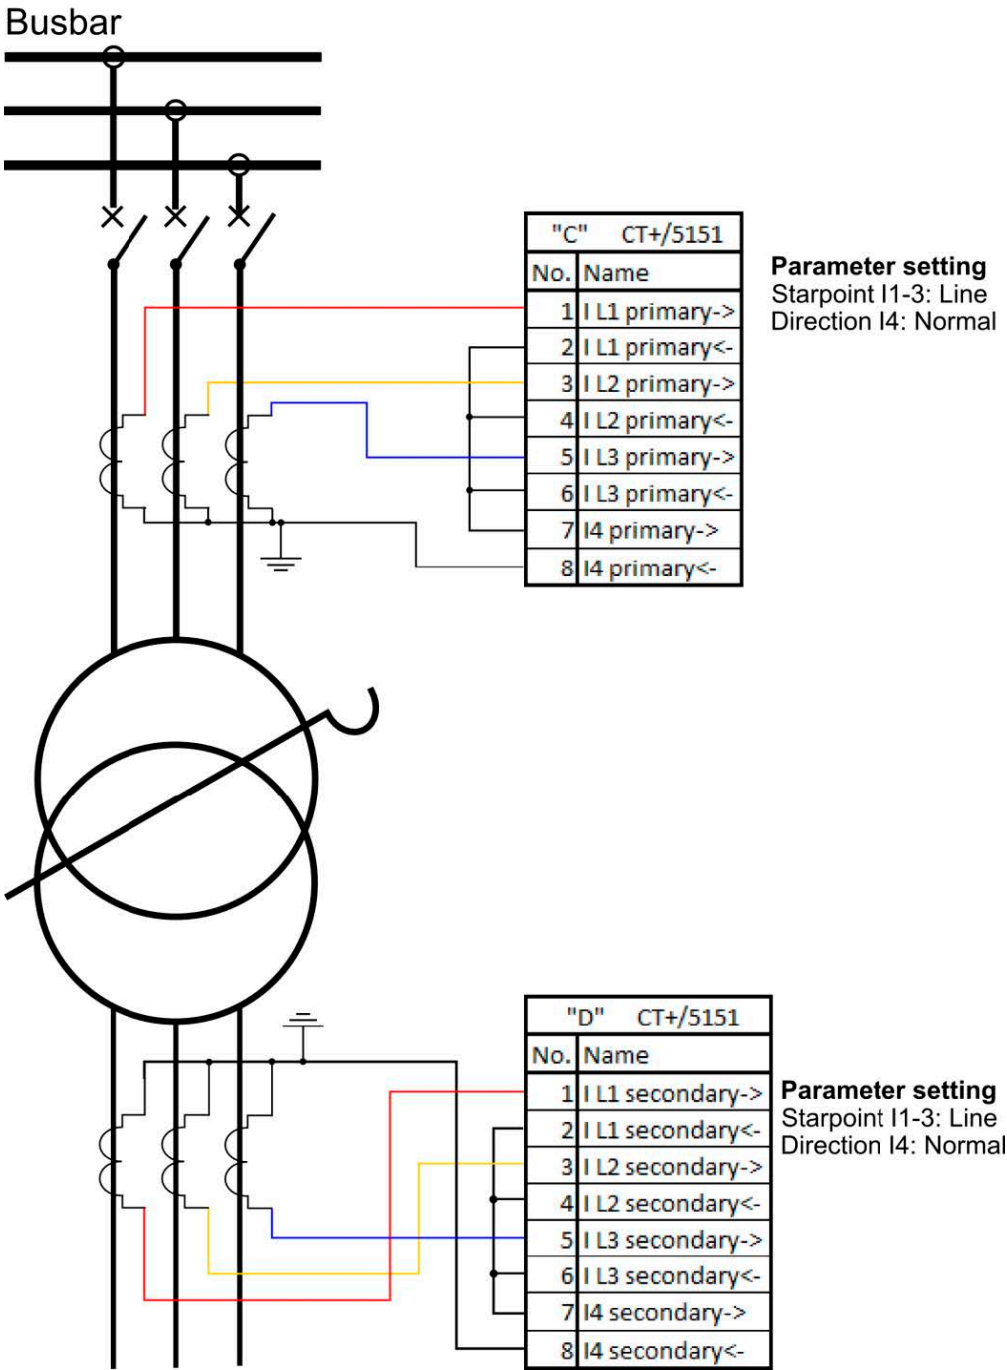 Busbar
"C" CT+/5151
No. Name
1 I L1 primary->
2 I L1 primary<-
3 I L2 primary->
4 I L2 primary<-
5 I L3 primary->
6 I L3 primary<-
7 I4 primary->
8 I4 primary<-
Parameter setting
Starpoint I1-3: Line
Direction I4: Normal
"D" CT+/5151
No. Name
1 I L1 secondary->
2 I L1 secondary<-
3 I L2 secondary->
4 I L2 secondary<-
5 I L3 secondary->
6 I L3 secondary<-
7 I4 secondary->
8 I4 secondary<-
Parameter setting
Starpoint I1-3: Line
Direction I4: Normal